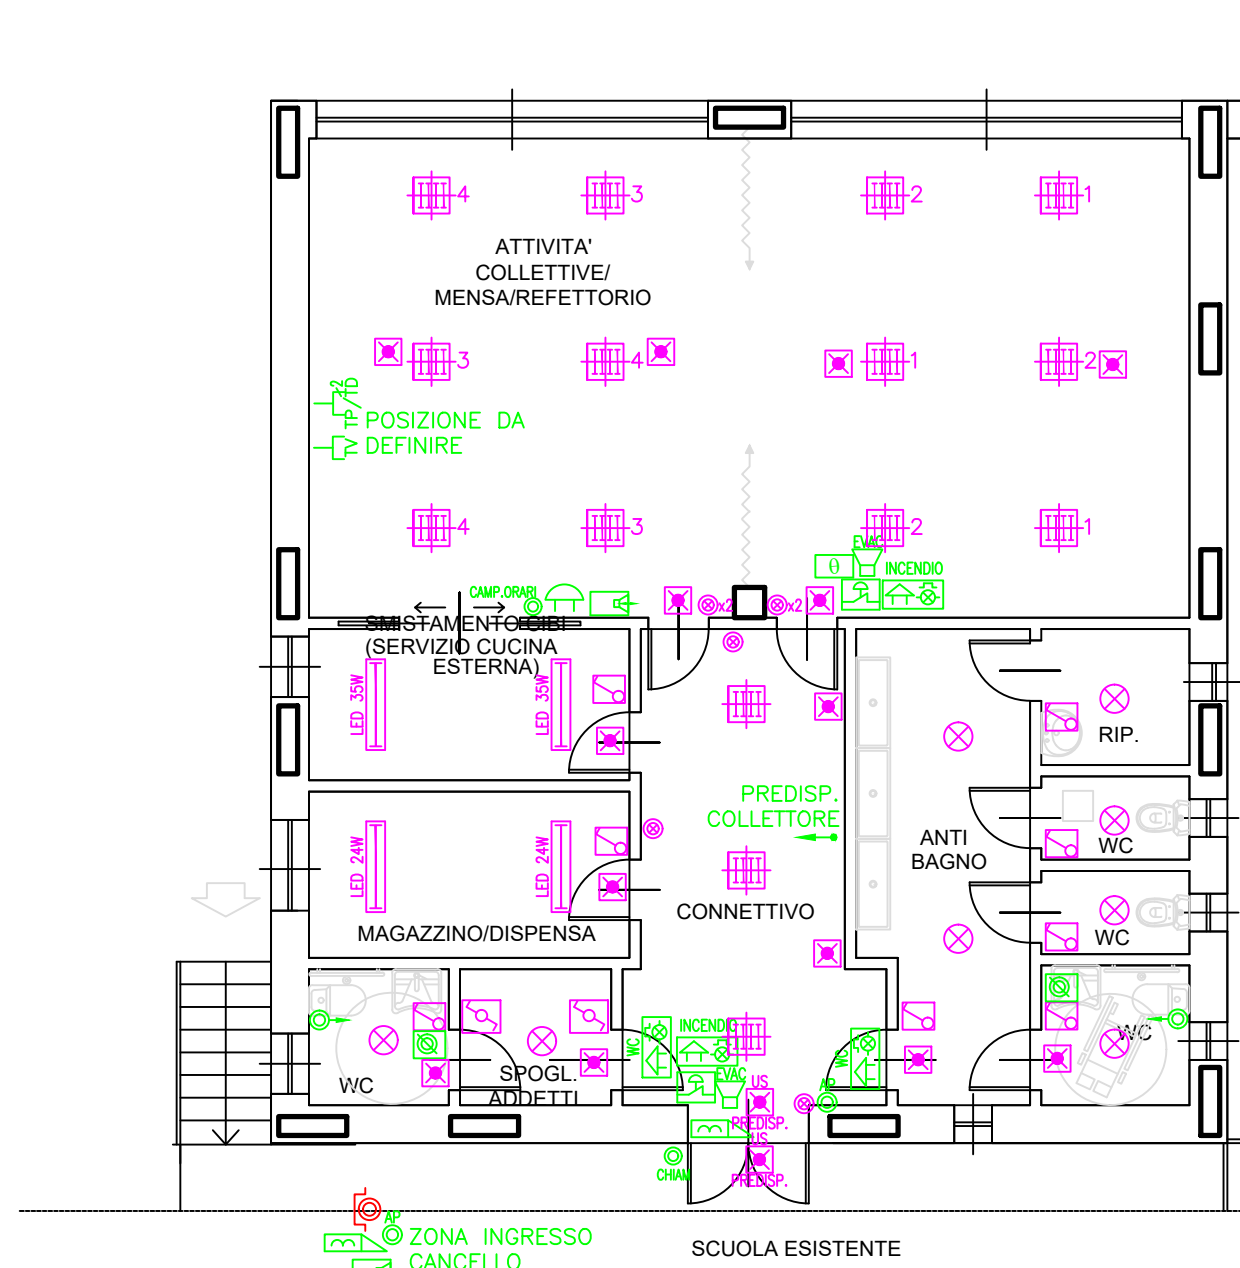 4
3
2
1
ATTIVITA'
COLLETTIVE/
MENSA/REFETTORIO
3
4
1
2
x2
TP/TD
TV
POSIZIONE DA
DEFINIRE
4
3
2
1
EVAC
θ
INCENDIO
CAMP.ORARI
x2
x2
SMISTAMENTO CIBI
(SERVIZIO CUCINA
ESTERNA)
LED 35W
LED 35W
RIP.
PREDISP.
COLLETTORE
LED 24W
LED 24W
ANTI
BAGNO
WC
CONNETTIVO
MAGAZZINO/DISPENSA
WC
WC
INCENDIO
WC
WC
EVAC
SPOGL.
ADDETTI
WC
US
AP
PREDISP.
US
PREDISP.
CHIAM
AP
ZONA INGRESSO
CANCELLO
SCUOLA ESISTENTE